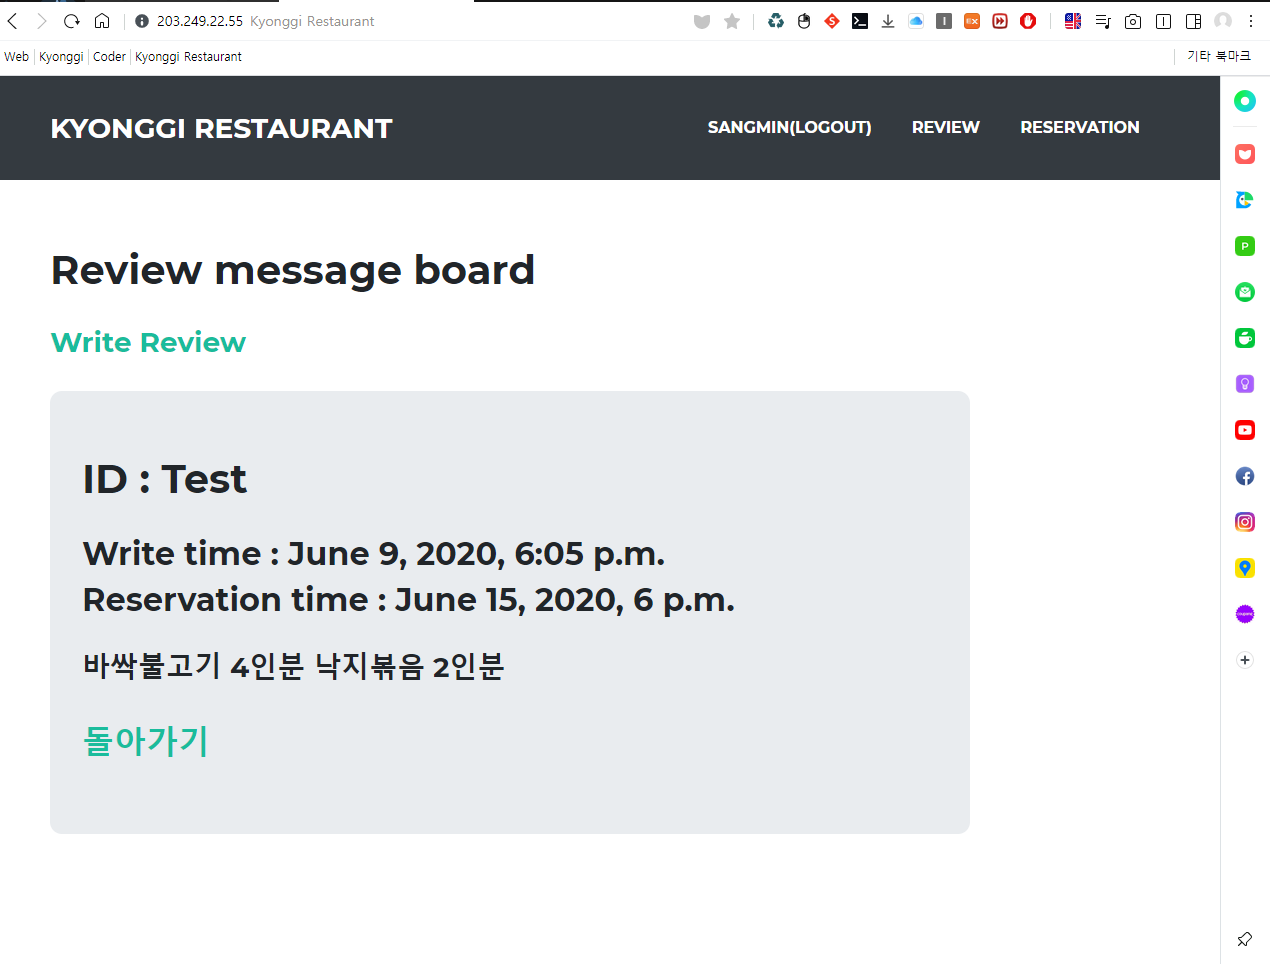 203.249.22.55 Kyonggi Restaurant
Web Kyonggi Coder Kyonggi Restaurant 기타 북마크
KYONGGI RESTAURANT SANGMIN(LOGOUT) REVIEW RESERVATION
Review message board
Write Review
ID : Test
Write time : June 9, 2020, 6:05 p.m.
Reservation time : June 15, 2020, 6 p.m.
바싹불고기 4인분 낙지볶음 2인분
돌아가기